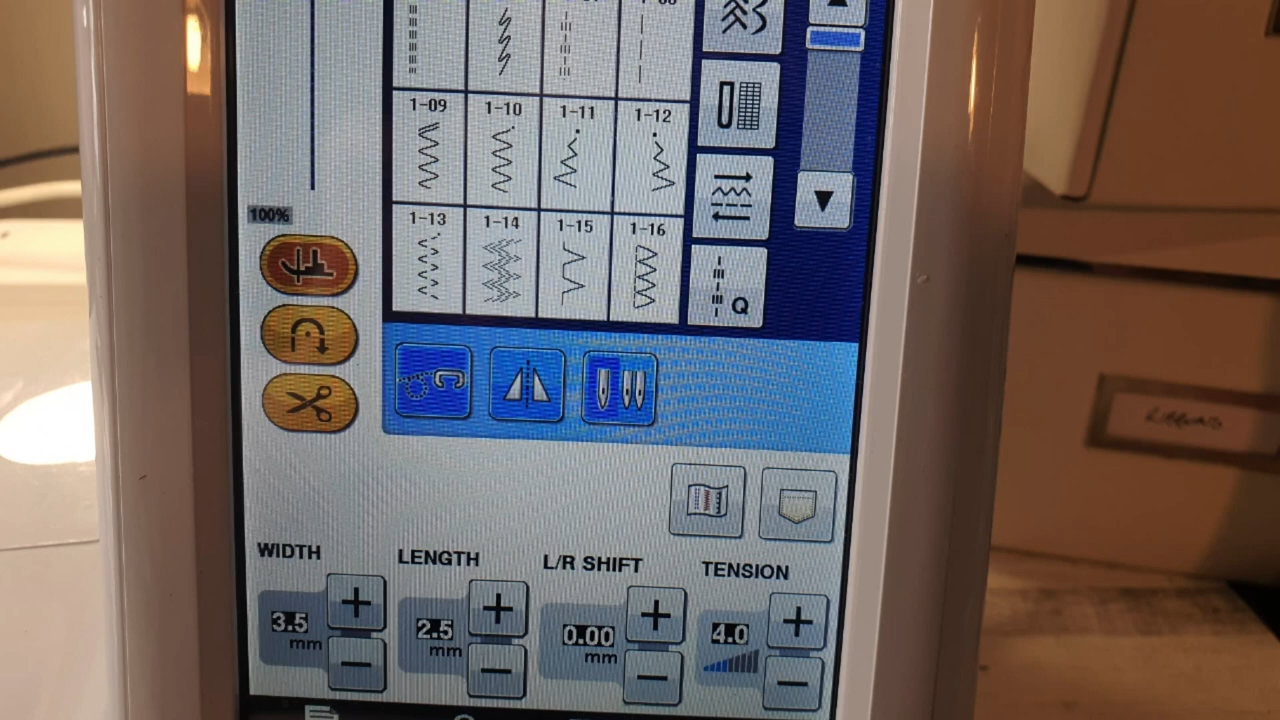 1-09 1-10 1-11 1-12
100%
1-13 1-14 1-15 1-16
Q
WIDTH LENGTH L/R SHIFT TENSION
3.5 mm 2.5 mm 0.00 mm 4.0